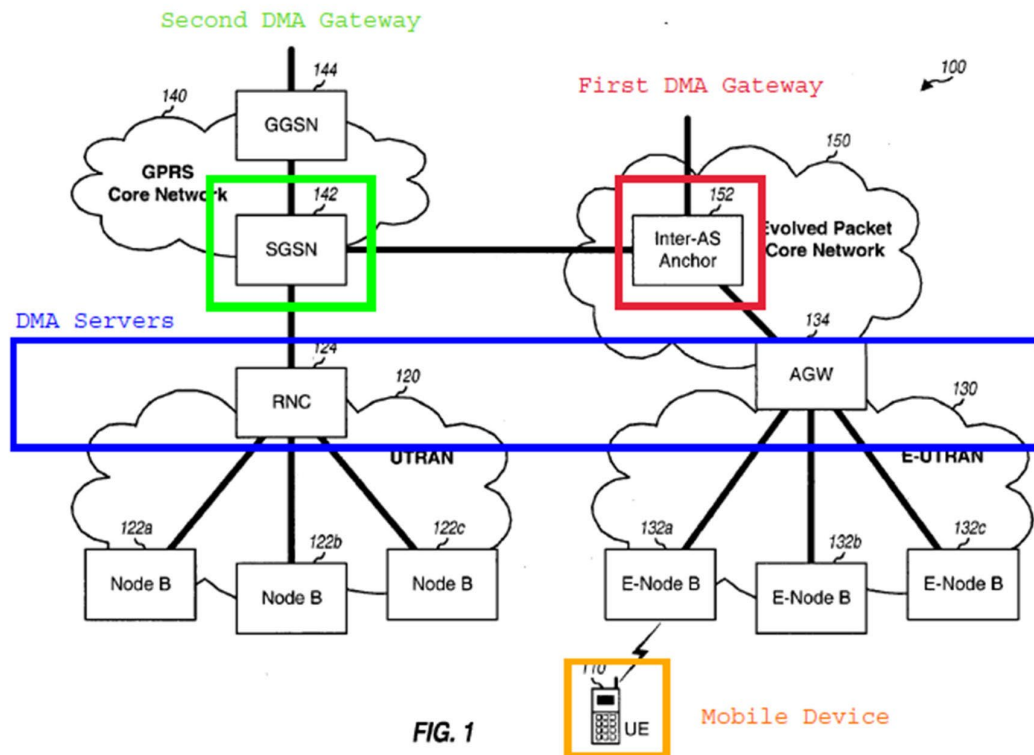 Second DMA Gateway
144
GGSN
140
GPRS
Core Network
142
SGSN
First DMA Gateway
100
150
152
Inter-AS
Anchor
Evolved Packet
Core Network
DMA Servers
124
RNC
120
UTRAN
134
AGW
130
E-UTRAN
122a
Node B
122b
Node B
122c
Node B
132a
E-Node B
132b
E-Node B
132c
E-Node B
110
UE
Mobile Device
FIG. 1